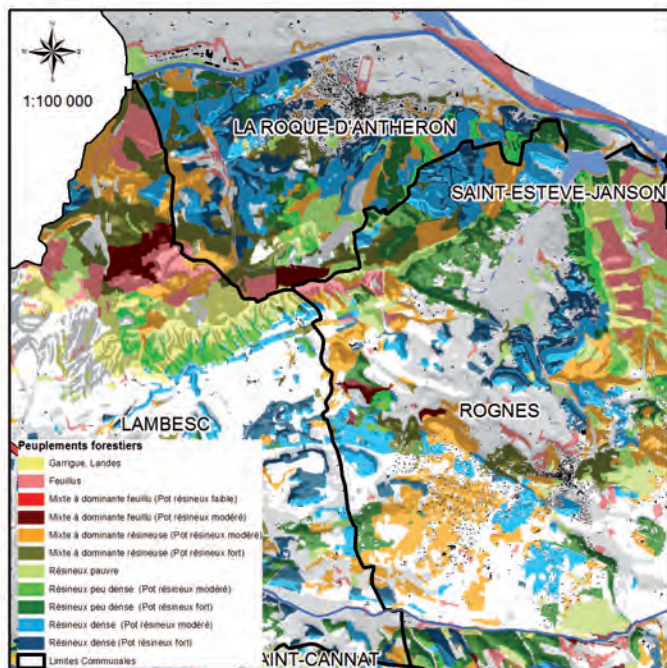 1:100 000
LA ROQUE-D'ANTHERON
SAINT-ESTEVE-JANSON
LAMBESC
ROGNES
Peuplements forestiers
Garrigue, Landes
Feuillus
Mixte à dominante feuillu (Pot résineux faible)
Mixte à dominante feuillu (Pot résineux modéré)
Mixte à dominante résineuse (Pot résineux modéré)
Mixte à dominante résineuse (Pot résineux fort)
Résineux pauvre
Résineux peu dense (Pot résineux modéré)
Résineux peu dense (Pot résineux fort)
Résineux dense (Pot résineux modéré)
Résineux dense (Pot résineux fort)
Limites Communales
AINT-CANNAT